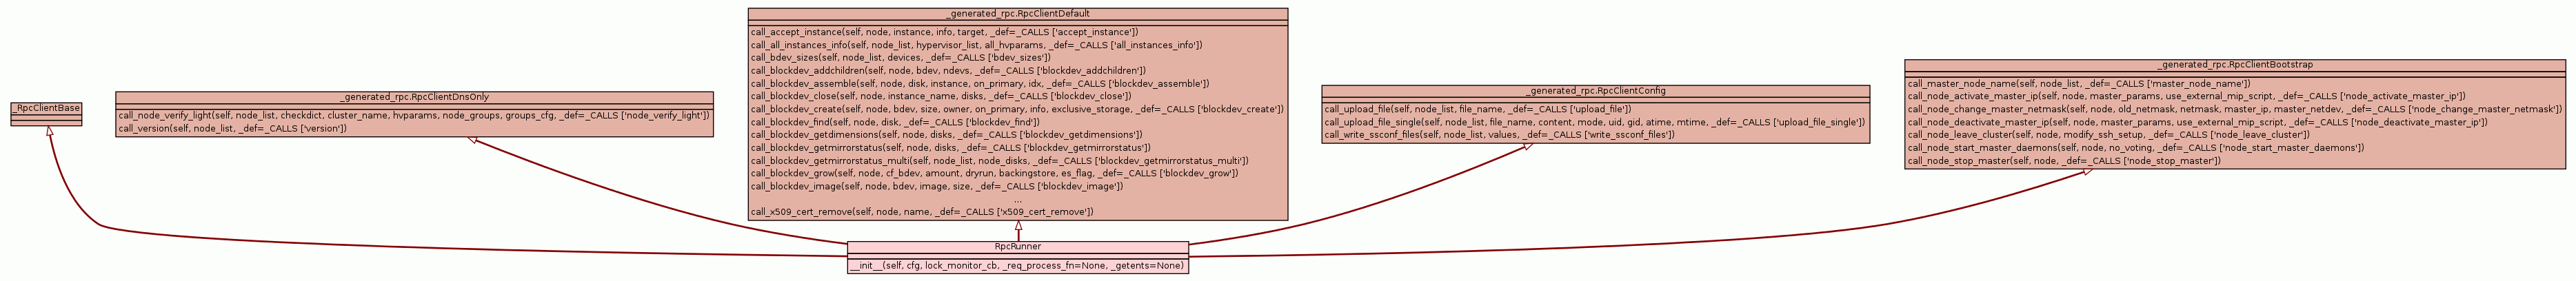 _RpcClientBase
_generated_rpc.RpcClientDnsOnly
call_node_verify_light(self, node_list, checkdict, cluster_name, hvparams, node_groups, groups_cfg, _def=_CALLS ['node_verify_light'])
call_version(self, node_list, _def=_CALLS ['version'])
_generated_rpc.RpcClientDefault
call_accept_instance(self, node, instance, info, target, _def=_CALLS ['accept_instance'])
call_all_instances_info(self, node_list, hypervisor_list, all_hvparams, _def=_CALLS ['all_instances_info'])
call_bdev_sizes(self, node_list, devices, _def=_CALLS ['bdev_sizes'])
call_blockdev_addchildren(self, node, bdev, ndevs, _def=_CALLS ['blockdev_addchildren'])
call_blockdev_assemble(self, node, disk, instance, on_primary, idx, _def=_CALLS ['blockdev_assemble'])
call_blockdev_close(self, node, instance_name, disks, _def=_CALLS ['blockdev_close'])
call_blockdev_create(self, node, bdev, size, owner, on_primary, info, exclusive_storage, _def=_CALLS ['blockdev_create'])
call_blockdev_find(self, node, disk, _def=_CALLS ['blockdev_find'])
call_blockdev_getdimensions(self, node, disks, _def=_CALLS ['blockdev_getdimensions'])
call_blockdev_getmirrorstatus(self, node, disks, _def=_CALLS ['blockdev_getmirrorstatus'])
call_blockdev_getmirrorstatus_multi(self, node_list, node_disks, _def=_CALLS ['blockdev_getmirrorstatus_multi'])
call_blockdev_grow(self, node, cf_bdev, amount, dryrun, backingstore, es_flag, _def=_CALLS ['blockdev_grow'])
call_blockdev_image(self, node, bdev, image, size, _def=_CALLS ['blockdev_image'])
...
call_x509_cert_remove(self, node, name, _def=_CALLS ['x509_cert_remove'])
_generated_rpc.RpcClientConfig
call_upload_file(self, node_list, file_name, _def=_CALLS ['upload_file'])
call_upload_file_single(self, node_list, file_name, content, mode, uid, gid, atime, mtime, _def=_CALLS ['upload_file_single'])
call_write_ssconf_files(self, node_list, values, _def=_CALLS ['write_ssconf_files'])
_generated_rpc.RpcClientBootstrap
call_master_node_name(self, node_list, _def=_CALLS ['master_node_name'])
call_node_activate_master_ip(self, node, master_params, use_external_mip_script, _def=_CALLS ['node_activate_master_ip'])
call_node_change_master_netmask(self, node, old_netmask, netmask, master_ip, master_netdev, _def=_CALLS ['node_change_master_netmask'])
call_node_deactivate_master_ip(self, node, master_params, use_external_mip_script, _def=_CALLS ['node_deactivate_master_ip'])
call_node_leave_cluster(self, node, modify_ssh_setup, _def=_CALLS ['node_leave_cluster'])
call_node_start_master_daemons(self, node, no_voting, _def=_CALLS ['node_start_master_daemons'])
call_node_stop_master(self, node, _def=_CALLS ['node_stop_master'])
RpcRunner
__init__(self, cfg, lock_monitor_cb, _req_process_fn=None, _getents=None)